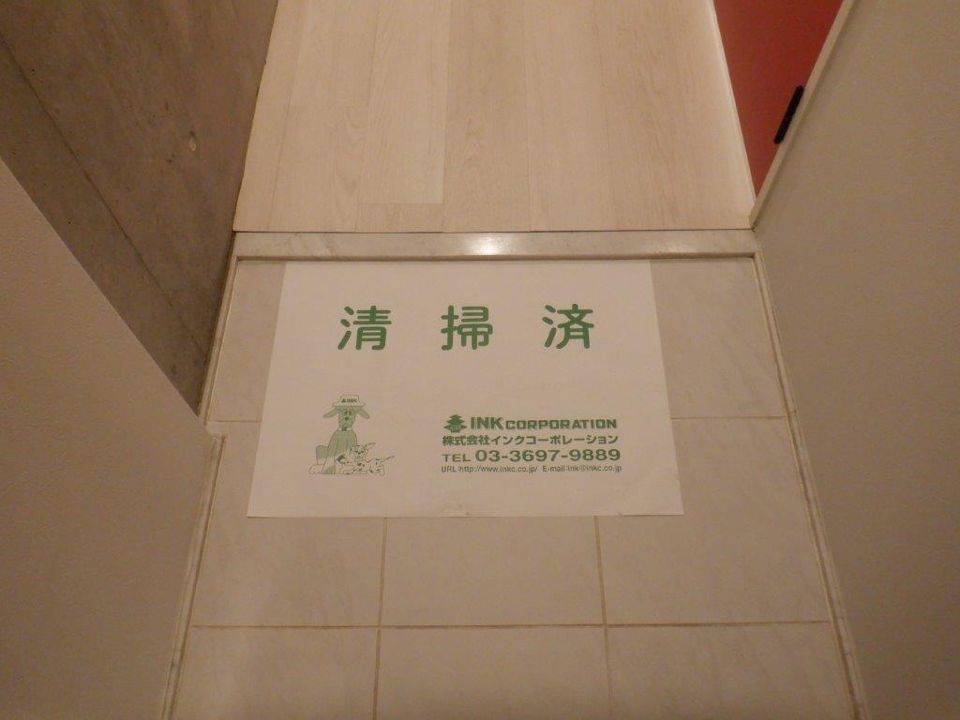 清掃済
INK
INK CORPORATION
株式会社インクコーポレーション
TEL 03-3697-9889
URL:http://www.inkc.co.jp/ E-mail:ink@inkc.co.jp